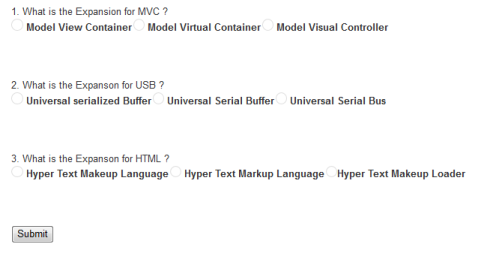 1. What is the Expansion for MVC ?
Model View Container Model Virtual Container Model Visual Controller
2. What is the Expanson for USB ?
Universal serialized Buffer Universal Serial Buffer Universal Serial Bus
3. What is the Expanson for HTML ?
Hyper Text Makeup Language Hyper Text Markup Language Hyper Text Makeup Loader
Submit